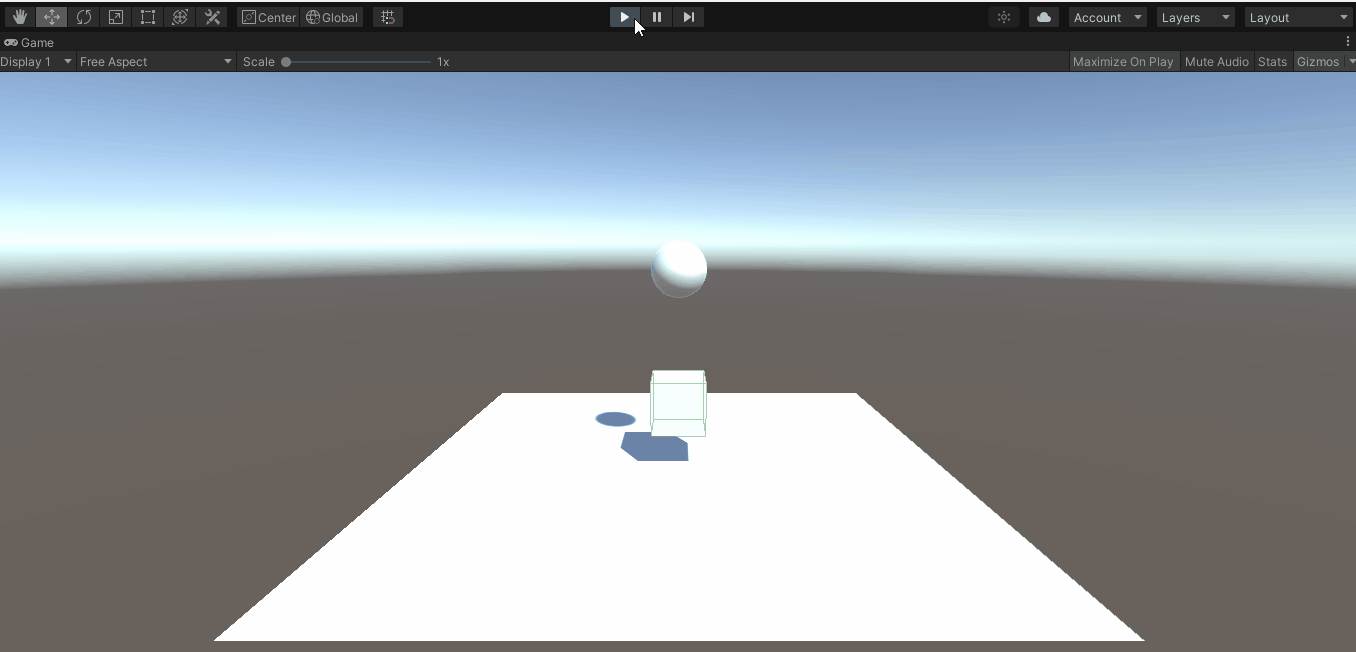 Center Global Account Layers Layout
Game
Display 1 Free Aspect Scale 1x Maximize On Play Mute Audio Stats Gizmos